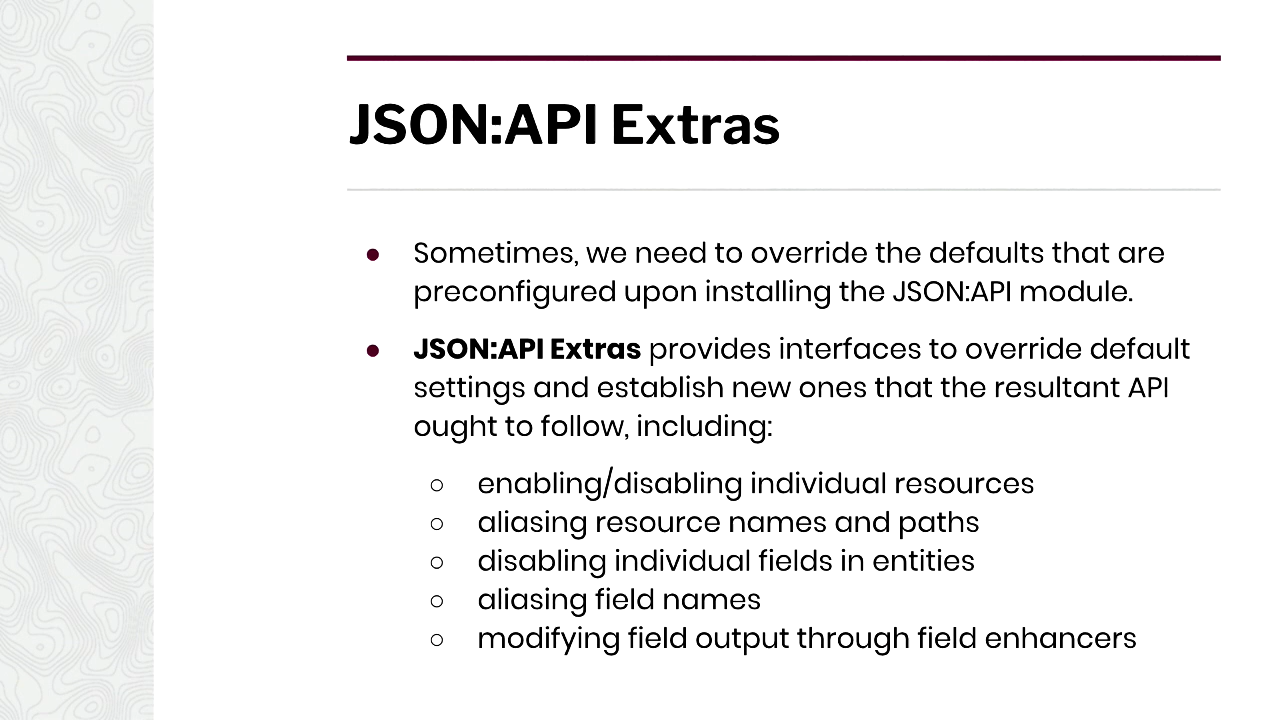 JSON:API Extras
● Sometimes, we need to override the defaults that are
preconfigured upon installing the JSON:API module.
● JSON:API Extras provides interfaces to override default
settings and establish new ones that the resultant API
ought to follow, including:
○ enabling/disabling individual resources
○ aliasing resource names and paths
○ disabling individual fields in entities
○ aliasing field names
○ modifying field output through field enhancers